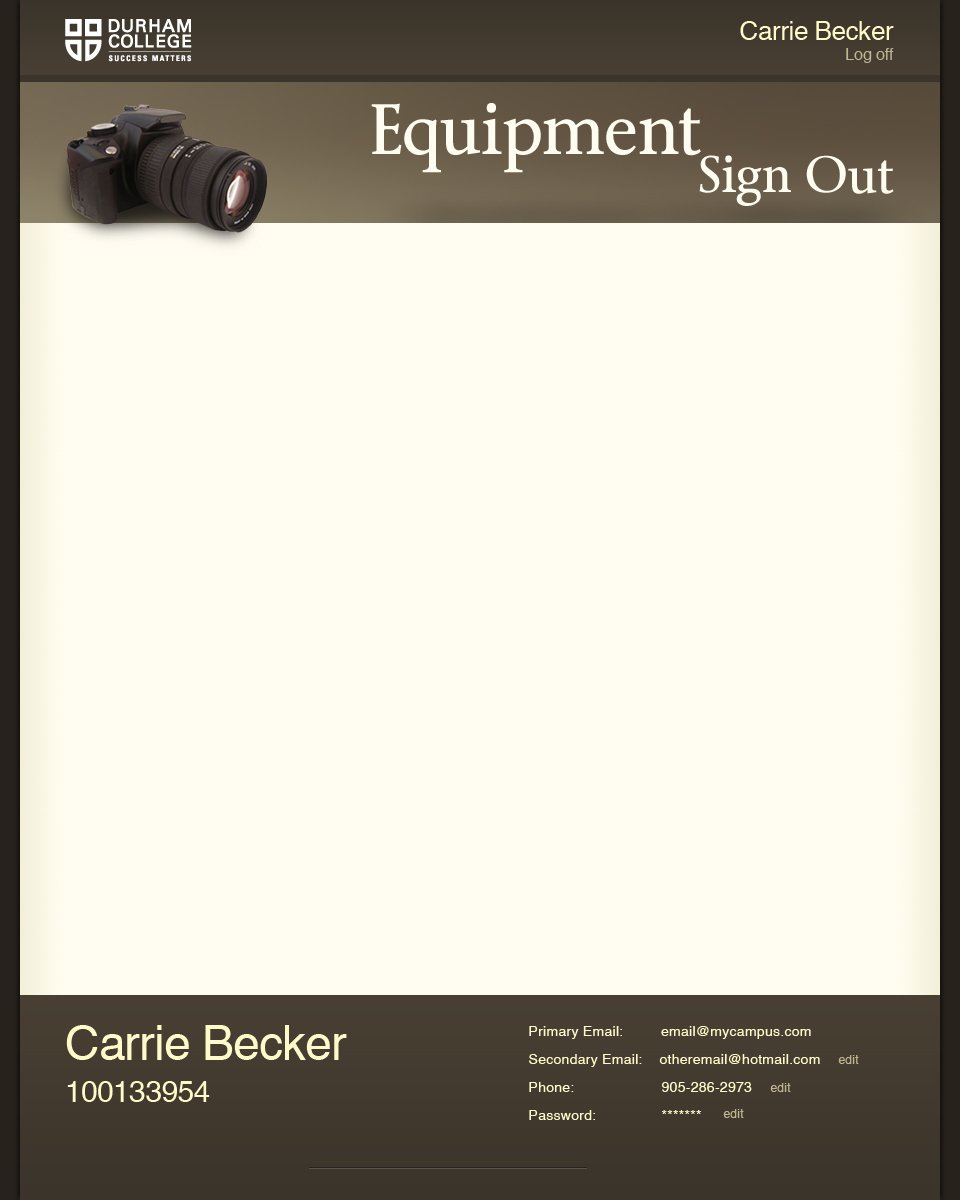 DURHAM
COLLEGE
SUCCESS MATTERS
Carrie Becker
Log off
Equipment
Sign Out
Carrie Becker
100133954
Primary Email: email@mycampus.com
Secondary Email: otheremail@hotmail.com edit
Phone: 905-286-2973 edit
Password: ******* edit